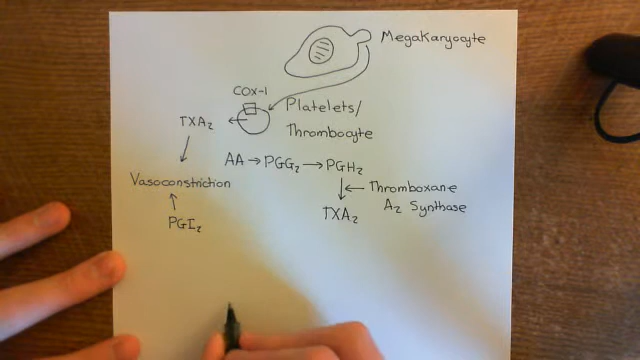 MegaKaryocyte
COX-1
Platelets/
Thrombocyte
TXA₂
AA → PGG₂ → PGH₂
Vasoconstriction
Thromboxane
A₂ Synthase
TXA₂
PGI₂